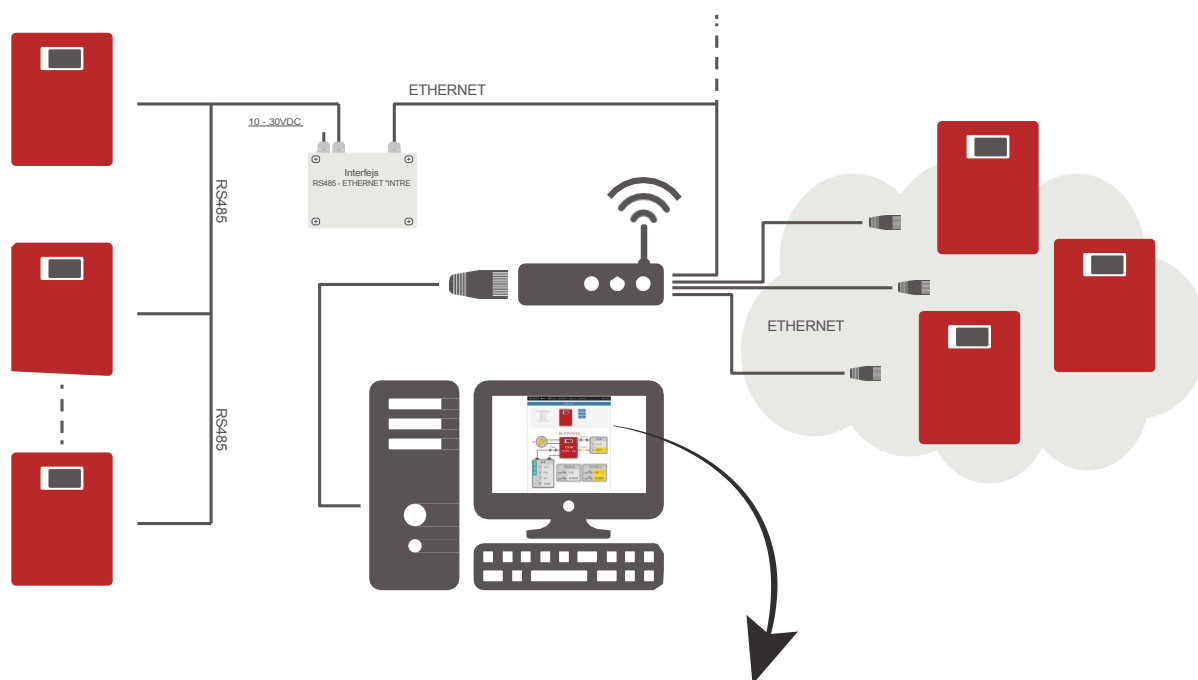 ETHERNET
10 - 30VDC
Interfejs
RS485 - ETHERNET "INTRE
RS485
ETHERNET
RS485